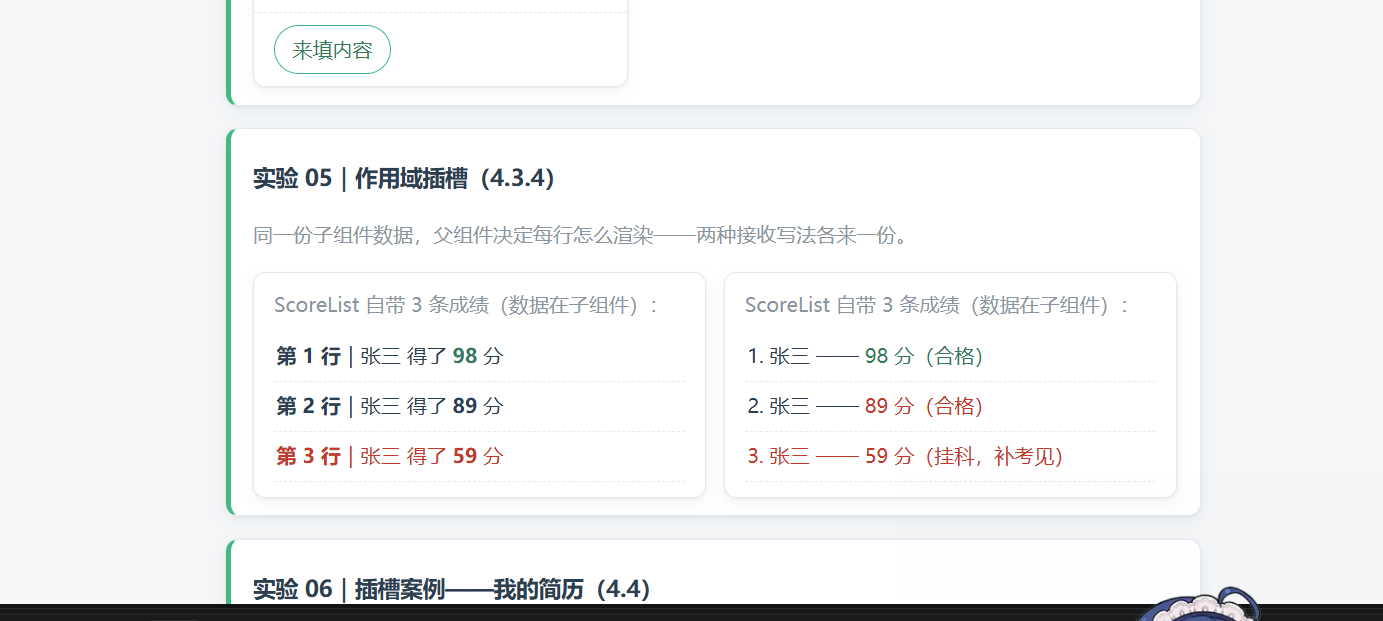 来填内容
实验 05｜作用域插槽（4.3.4）
同一份子组件数据，父组件决定每行怎么渲染——两种接收写法各来一份。
ScoreList 自带 3 条成绩（数据在子组件）：
第 1 行｜张三 得了 98 分
第 2 行｜张三 得了 89 分
第 3 行｜张三 得了 59 分
ScoreList 自带 3 条成绩（数据在子组件）：
1. 张三 —— 98 分（合格）
2. 张三 —— 89 分（合格）
3. 张三 —— 59 分（挂科，补考见）
实验 06｜插槽案例——我的简历（4.4）